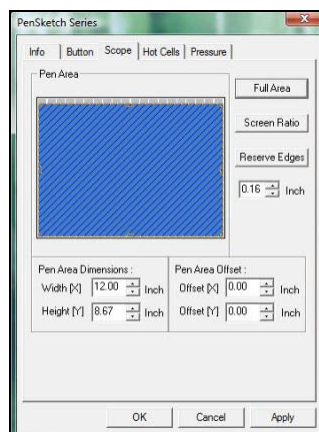 PenSketch Series
Info Button Scope Hot Cells Pressure
Pen Area
Full Area
Screen Ratio
Reserve Edges
0.16 Inch
Pen Area Dimensions : Pen Area Offset :
Width [X] 12.00 Inch Offset [X] 0.00 Inch
Height [Y] 8.67 Inch Offset [Y] 0.00 Inch
OK Cancel Apply